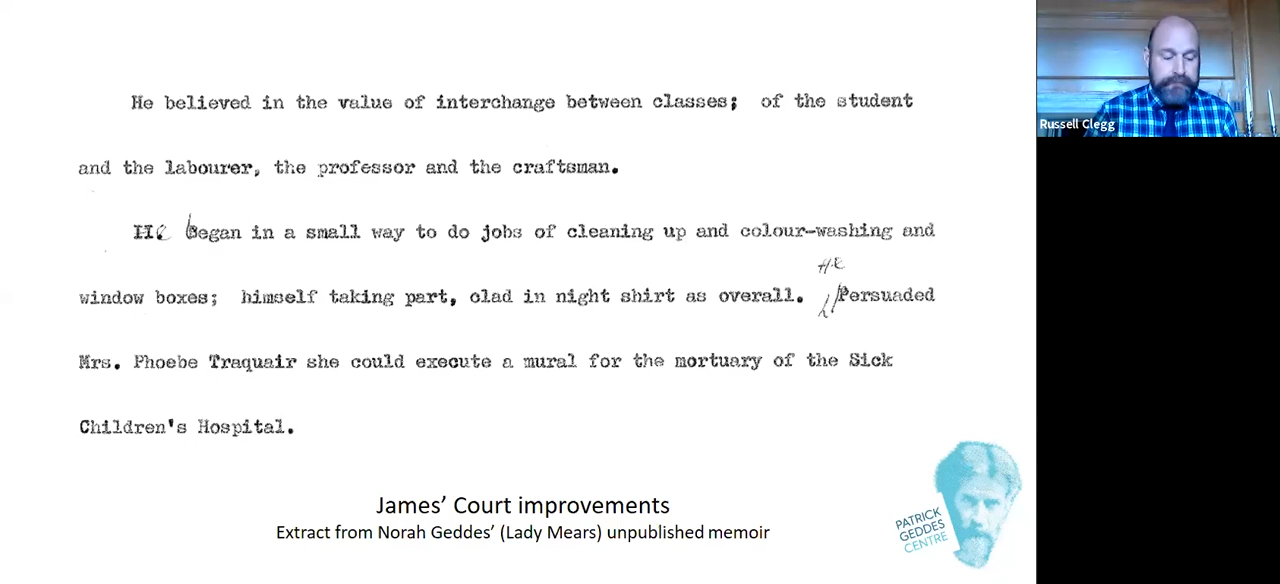 He believed in the value of interchange between classes; of the student
and the labourer, the professor and the craftsman.
He Began in a small way to do jobs of cleaning up and colour-washing and
He
window boxes; himself taking part, clad in night shirt as overall. Persuaded
Mrs. Phoebe Traquair she could execute a mural for the mortuary of the Sick
Children's Hospital.
James' Court improvements
Extract from Norah Geddes' (Lady Mears) unpublished memoir
PATRICK
GEDDES
CENTRE
Russell Clegg